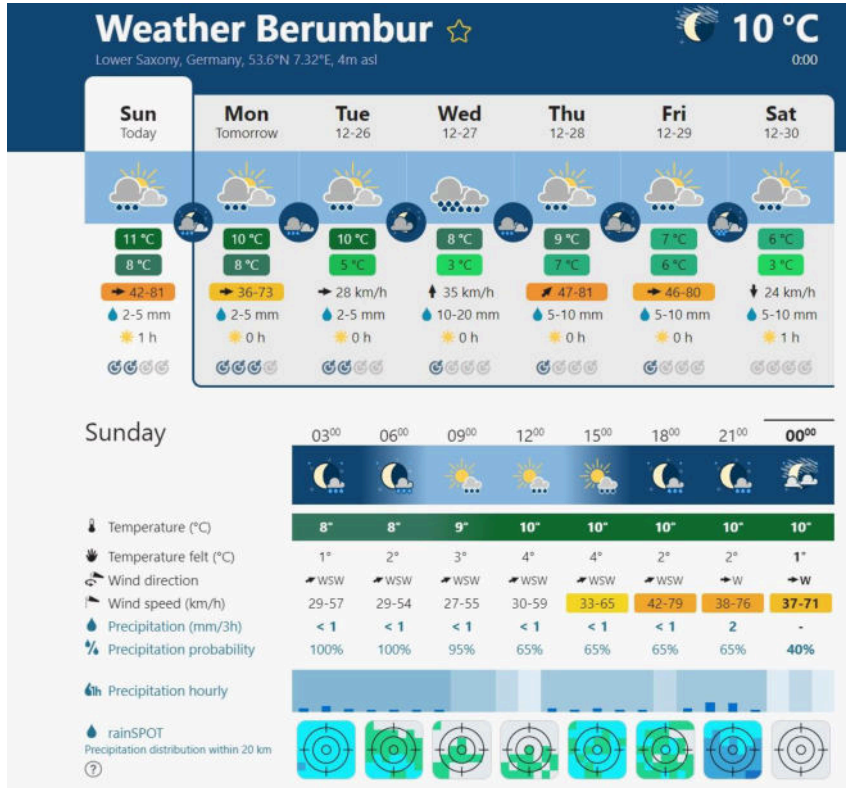 Weather Berumbur
10 °C
Lower Saxony, Germany, 53.6°N 7.32°E, 4m asl
0:00
Sun Mon Tue Wed Thu Fri Sat
Today Tomorrow 12-26 12-27 12-28 12-29 12-30
11 °C 10 °C 10 °C 8 °C 9 °C 7 °C 6 °C
8 °C 8 °C 5 °C 3 °C 7 °C 6 °C 3 °C
42-81 36-73 28 km/h 35 km/h 47-81 46-80 24 km/h
2-5 mm 2-5 mm 2-5 mm 10-20 mm 5-10 mm 5-10 mm 5-10 mm
1 h 0 h 0 h 0 h 0 h 0 h 1 h
Sunday 03⁰⁰ 06⁰⁰ 09⁰⁰ 12⁰⁰ 15⁰⁰ 18⁰⁰ 21⁰⁰ 00⁰⁰
Temperature (°C) 8° 8° 9° 10° 10° 10° 10° 10°
Temperature felt (°C) 1° 2° 3° 4° 4° 2° 2° 1°
Wind direction WSW WSW WSW WSW WSW WSW W W
Wind speed (km/h) 29-57 29-54 27-55 30-59 33-65 42-79 38-76 37-71
Precipitation (mm/3h) < 1 < 1 < 1 < 1 < 1 < 1 2 -
Precipitation probability 100% 100% 95% 65% 65% 65% 65% 40%
1h Precipitation hourly
rainSPOT
Precipitation distribution within 20 km
?